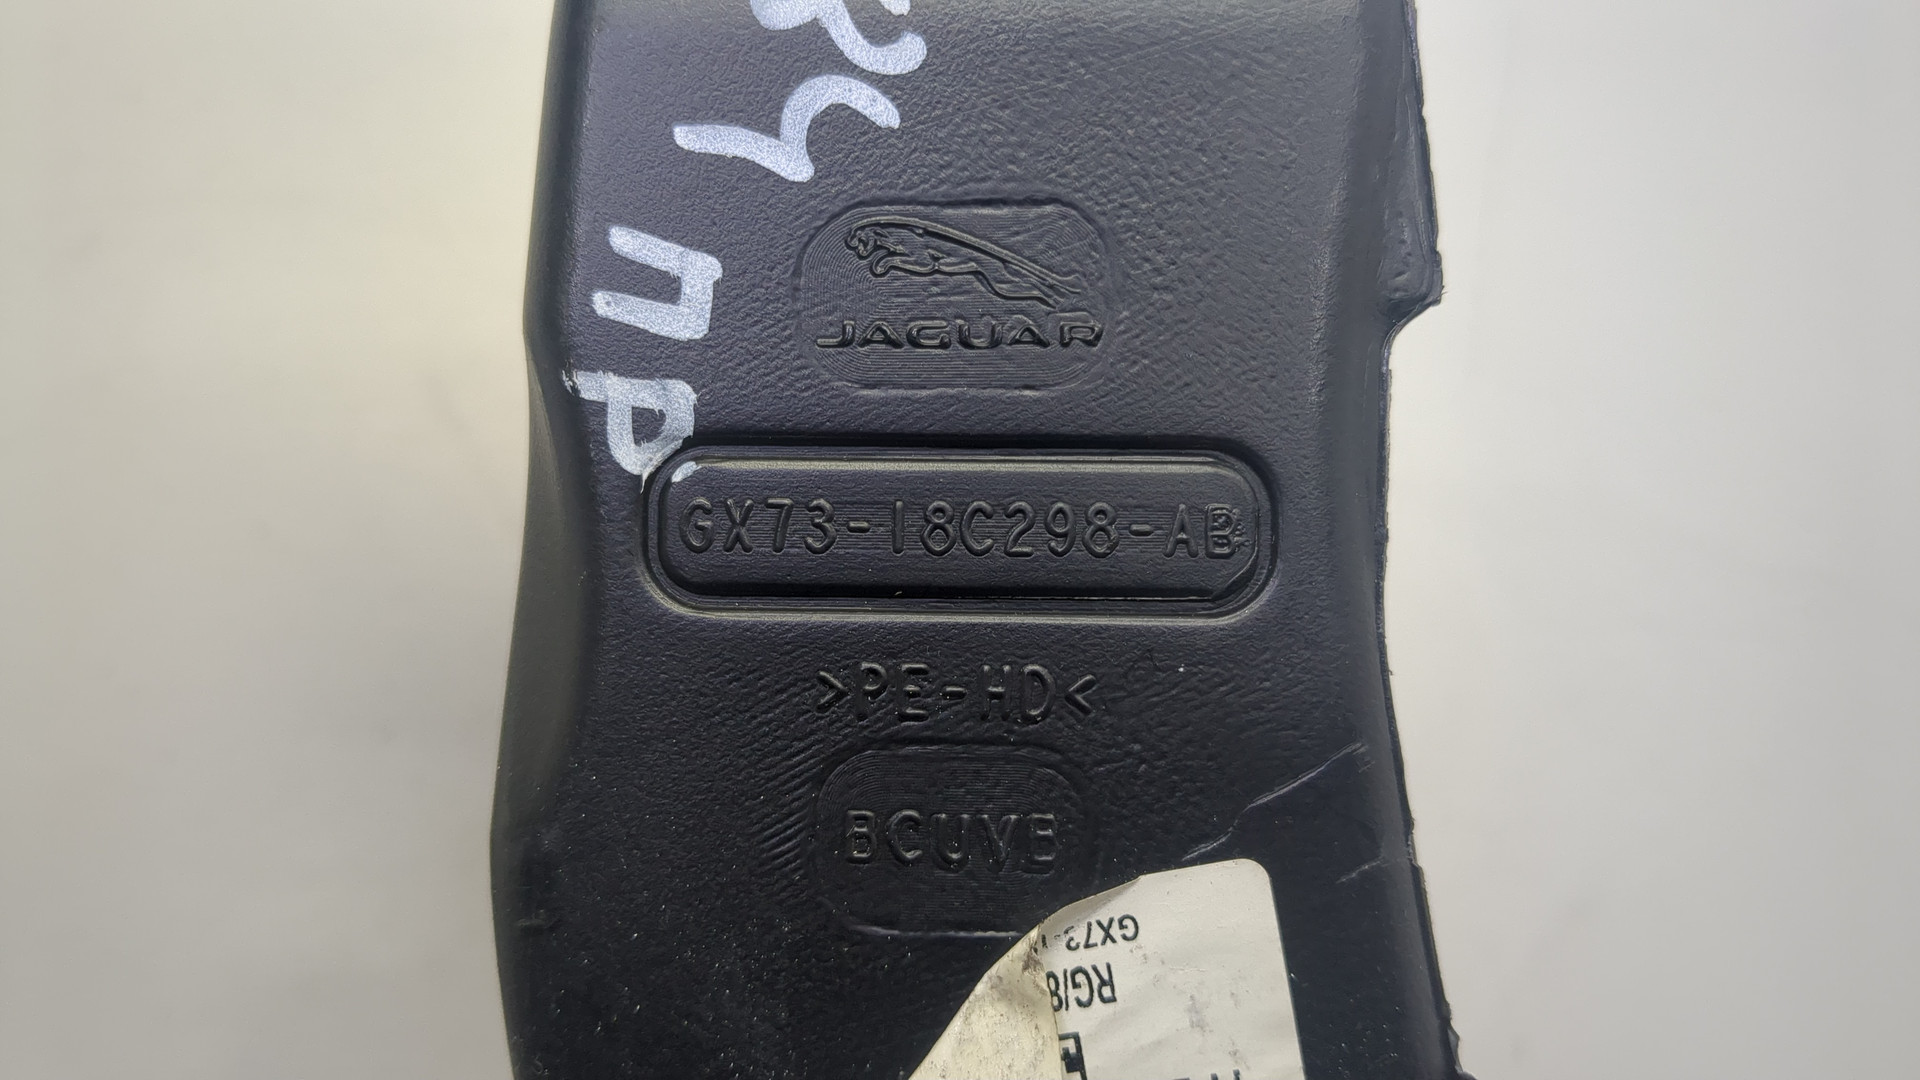 ПР
JAGUAR
GX73-18C298-AB
>PE-HD<
BCUVB
GX73-
RG/8